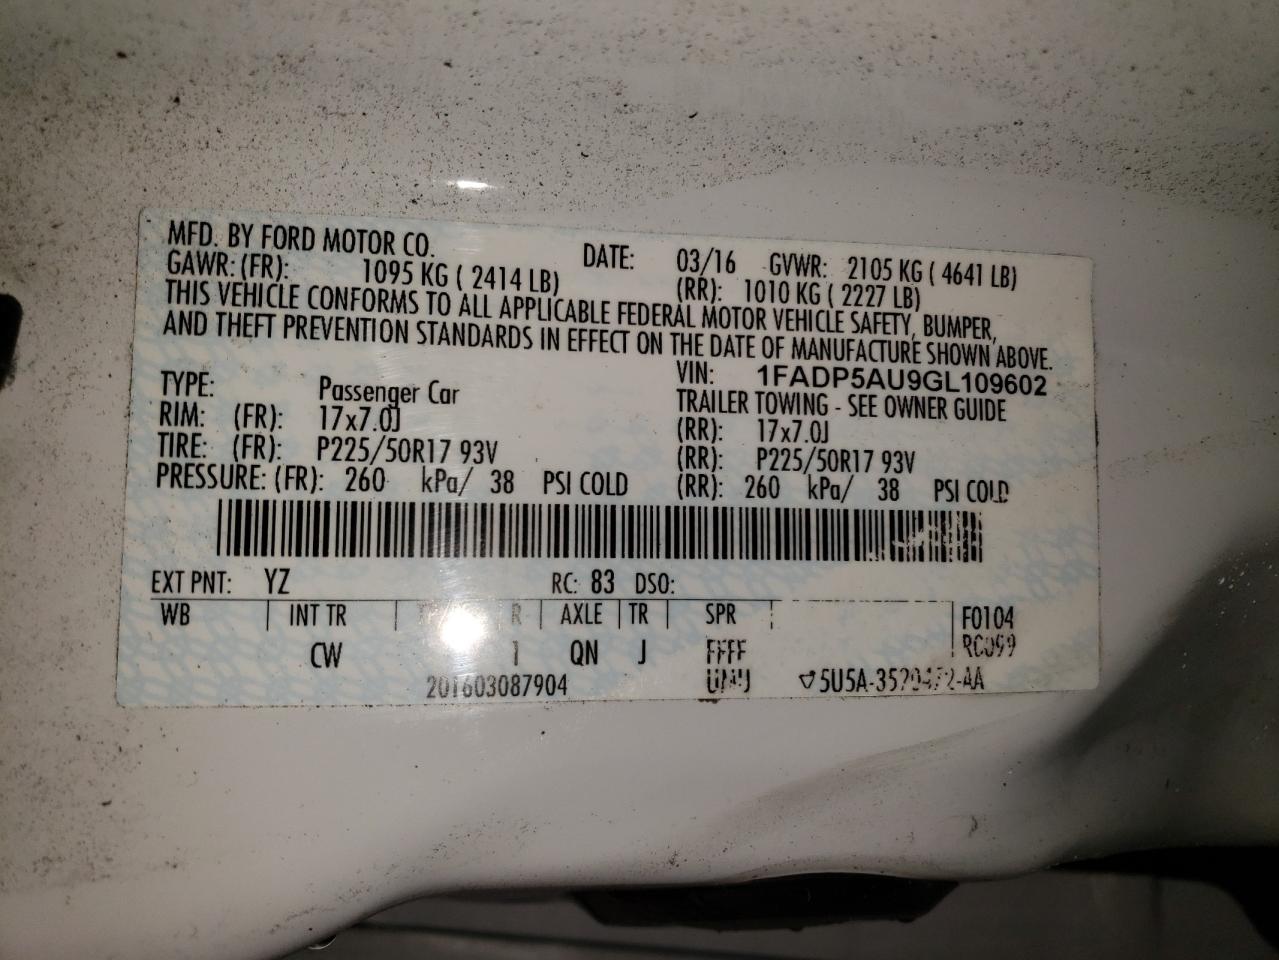 MFD. BY FORD MOTOR CO. DATE: 03/16 GVWR: 2105 KG ( 4641 LB)
GAWR: (FR): 1095 KG ( 2414 LB) (RR): 1010 KG ( 2227 LB)
THIS VEHICLE CONFORMS TO ALL APPLICABLE FEDERAL MOTOR VEHICLE SAFETY, BUMPER,
AND THEFT PREVENTION STANDARDS IN EFFECT ON THE DATE OF MANUFACTURE SHOWN ABOVE.
VIN: 1FADP5AU9GL109602
TYPE: Passenger Car TRAILER TOWING - SEE OWNER GUIDE
RIM: (FR): 17x7.0J (RR): 17x7.0J
TIRE: (FR): P225/50R17 93V (RR): P225/50R17 93V
PRESSURE: (FR): 260 kPa/ 38 PSI COLD (RR): 260 kPa/ 38 PSI COLD
EXT PNT: YZ RC: 83 DSO:
WB INT TR R AXLE TR SPR F0104
CW 1 QN J FFFF RC099
201603087904